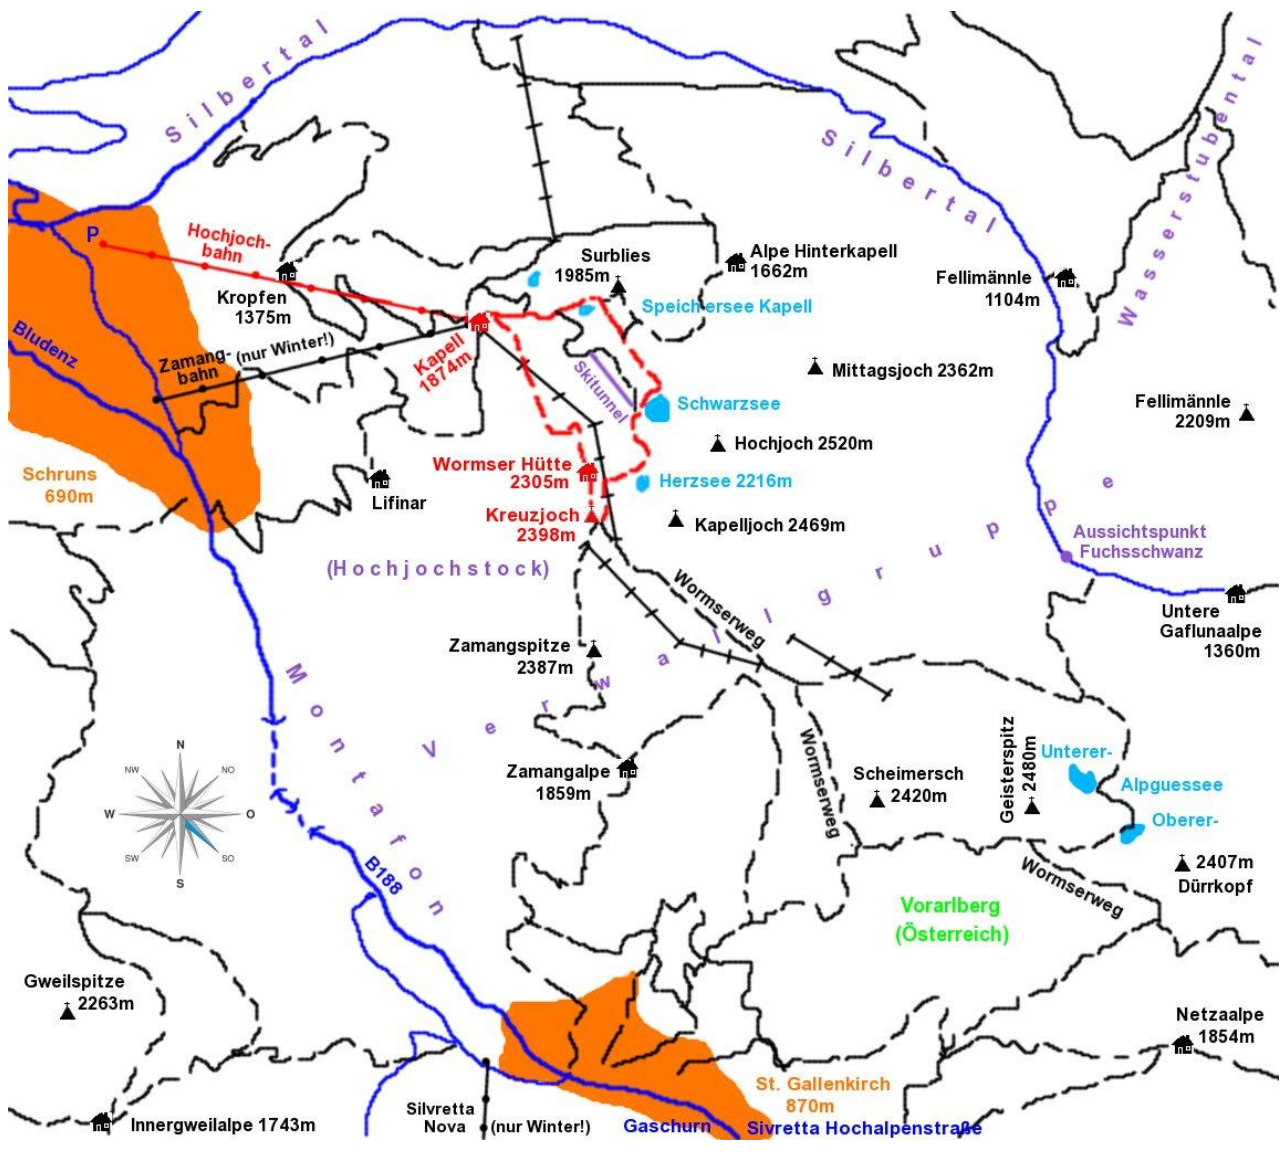 Silbertal
Silbertal
Wasserstubental
P
Hochjoch-
bahn
Kropfen
1375m
Surblies
1985m
Alpe Hinterkapell
1662m
Speichersee Kapell
Fellimännle
1104m
Bludenz
Zamang-
bahn
(nur Winter!)
Kapell
1874m
Skitunnel
Mittagsjoch 2362m
Schwarzsee
Fellimännle
2209m
Hochjoch 2520m
Schruns
690m
Lifinar
Wormser Hütte
2305m
Herzsee 2216m
Kreuzjoch
2398m
Kapelljoch 2469m
Aussichtspunkt
Fuchsschwanz
(Hochjochstock)
Wormserweg
Untere
Gaflunaalpe
1360m
Zamangspitze
2387m
Verwallgruppe
Montafon
N
NW
NO
W
O
SW
SO
S
Zamangalpe
1859m
Wormserweg
Scheimersch
2420m
Geisterspitz
2480m
Unterer-
Alpguessee
Oberer-
2407m
Dürrkopf
Wormserweg
B188
Vorarlberg
(Österreich)
Gweilspitze
2263m
Netzaalpe
1854m
St. Gallenkirch
870m
Innergweilalpe 1743m
Silvretta
Nova
(nur Winter!)
Gaschurn
Sivretta Hochalpenstraße